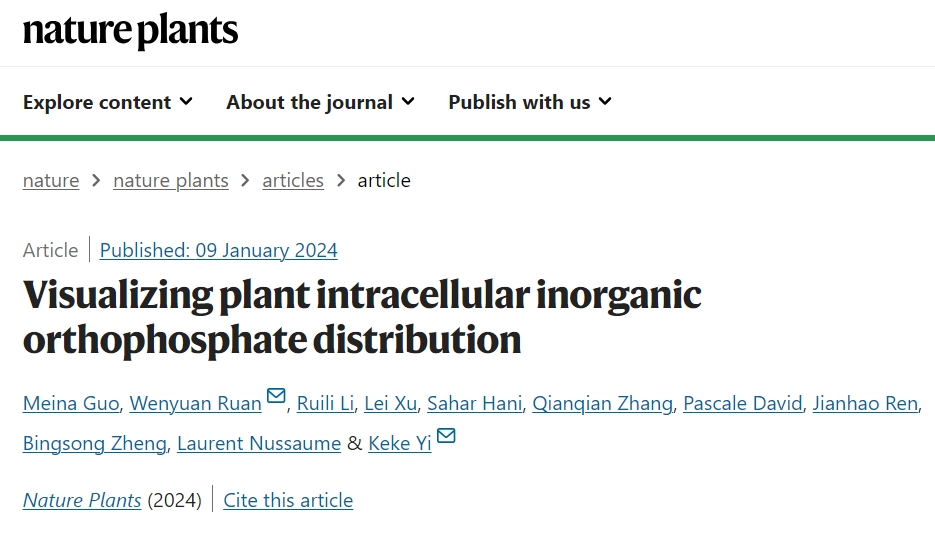 nature plants
Explore content About the journal Publish with us
nature > nature plants > articles > article
Article | Published: 09 January 2024
Visualizing plant intracellular inorganic
orthophosphate distribution
Meina Guo, Wenyuan Ruan, Ruili Li, Lei Xu, Sahar Hani, Qianqian Zhang, Pascale David, Jianhao Ren,
Bingsong Zheng, Laurent Nussaume & Keke Yi
Nature Plants (2024) | Cite this article